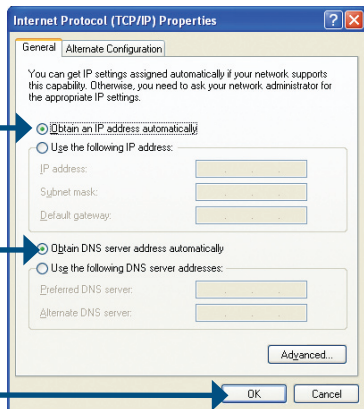 Internet Protocol (TCP/IP) Properties
General
Alternate Configuration
You can get IP settings assigned automatically if your network supports
this capability. Otherwise, you need to ask your network administrator for
the appropriate IP settings.
Obtain an IP address automatically
Use the following IP address:
IP address:
Subnet mask:
Default gateway:
Obtain DNS server address automatically
Use the following DNS server addresses:
Preferred DNS server:
Alternate DNS server:
Advanced...
OK
Cancel